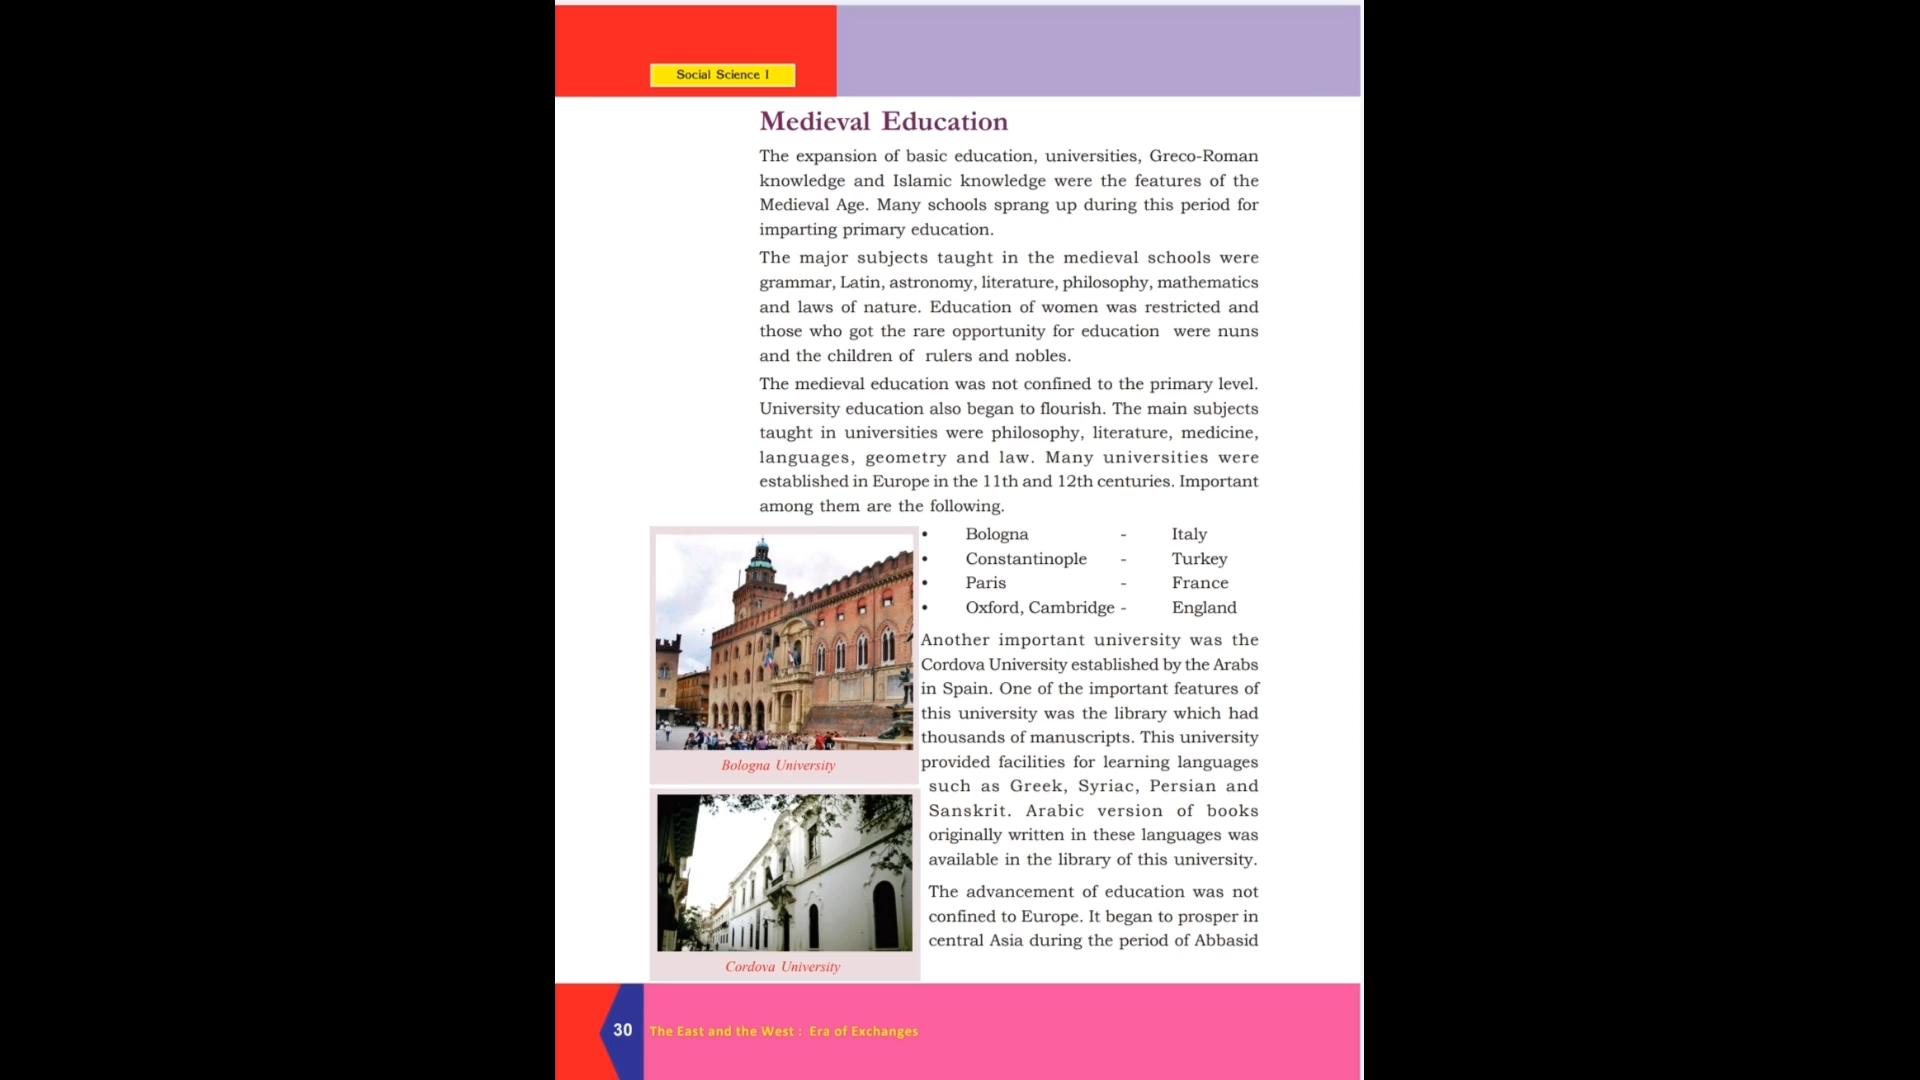 Social Science I
Medieval Education
The expansion of basic education, universities, Greco-Roman
knowledge and Islamic knowledge were the features of the
Medieval Age. Many schools sprang up during this period for
imparting primary education.
The major subjects taught in the medieval schools were
grammar, Latin, astronomy, literature, philosophy, mathematics
and laws of nature. Education of women was restricted and
those who got the rare opportunity for education were nuns
and the children of rulers and nobles.
The medieval education was not confined to the primary level.
University education also began to flourish. The main subjects
taught in universities were philosophy, literature, medicine,
languages, geometry and law. Many universities were
established in Europe in the 11th and 12th centuries. Important
among them are the following.
• Bologna - Italy
• Constantinople - Turkey
• Paris - France
• Oxford, Cambridge - England
Another important university was the
Cordova University established by the Arabs
in Spain. One of the important features of
this university was the library which had
thousands of manuscripts. This university
provided facilities for learning languages
such as Greek, Syriac, Persian and
Sanskrit. Arabic version of books
originally written in these languages was
available in the library of this university.
The advancement of education was not
confined to Europe. It began to prosper in
central Asia during the period of Abbasid
Bologna University
Cordova University
30 The East and the West : Era of Exchanges